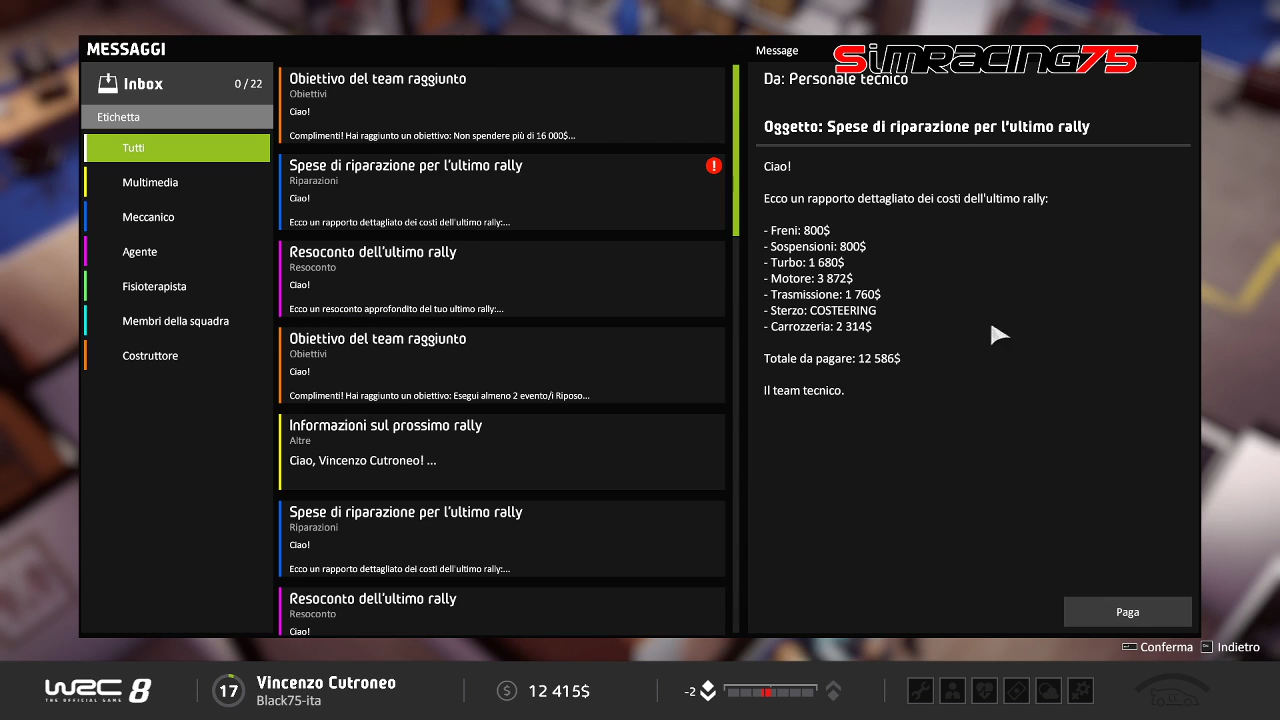 MESSAGGI
Inbox
0/22
Etichetta
Tutti
Multimedia
Meccanico
Agente
Fisioterapista
Membri della squadra
Costruttore
Obiettivo del team raggiunto
Obiettivi
Ciao!
Complimenti! Hai raggiunto un obiettivo: Non spendere più di 16 000$...
Spese di riparazione per l'ultimo rally
Riparazioni
Ciao!
Ecco un rapporto dettagliato dei costi dell'ultimo rally:...
Resoconto dell'ultimo rally
Resoconto
Ciao!
Ecco un resoconto approfondito del tuo ultimo rally:...
Obiettivo del team raggiunto
Obiettivi
Ciao!
Complimenti! Hai raggiunto un obiettivo: Esegui almeno 2 evento/i Riposo...
Informazioni sul prossimo rally
Altre
Ciao, Vincenzo Cutroneo! ...
Spese di riparazione per l'ultimo rally
Riparazioni
Ciao!
Ecco un rapporto dettagliato dei costi dell'ultimo rally:...
Resoconto dell'ultimo rally
Resoconto
Ciao!
Message
SimRacing75
Da: Personale tecnico
Oggetto: Spese di riparazione per l'ultimo rally
Ciao!
Ecco un rapporto dettagliato dei costi dell'ultimo rally:
- Freni: 800$
- Sospensioni: 800$
- Turbo: 1 680$
- Motore: 3 872$
- Trasmissione: 1 760$
- Sterzo: COSTEERING
- Carrozzeria: 2 314$
Totale da pagare: 12 586$
Il team tecnico.
Paga
Conferma
Indietro
WRC 8
THE OFFICIAL GAME
17
Vincenzo Cutroneo
Black75-ita
12 415$
-2